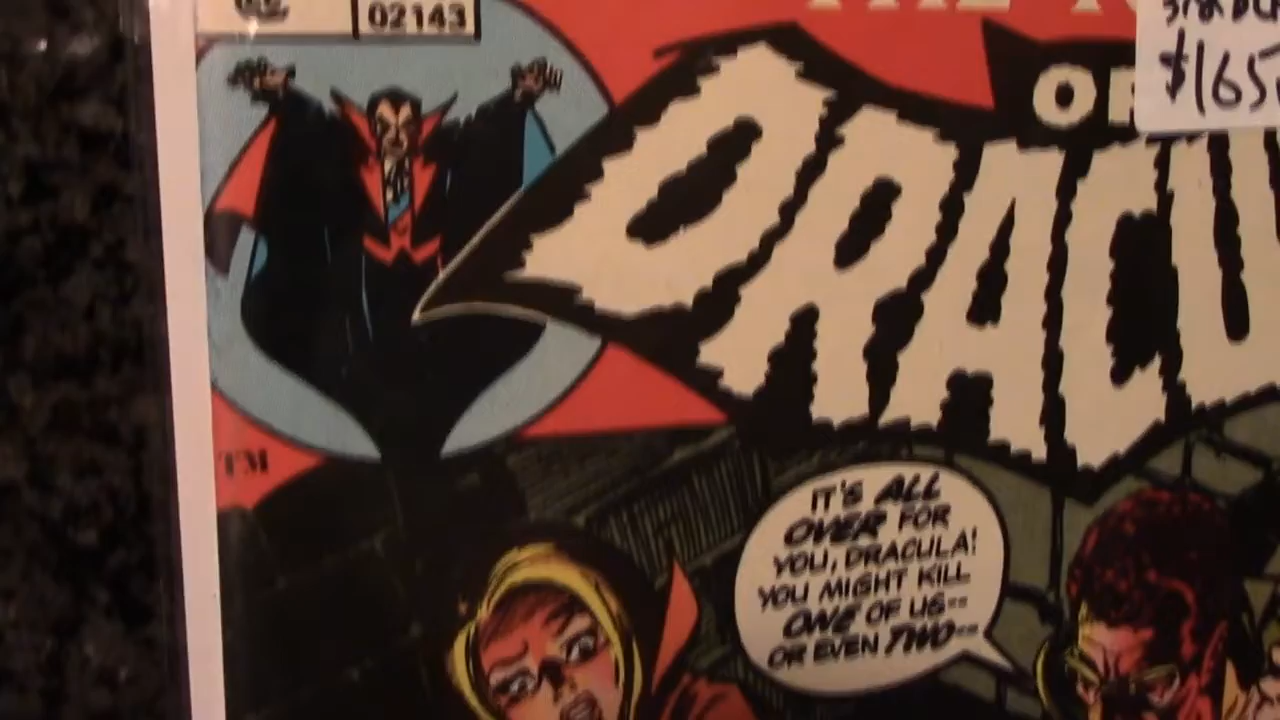 02143
OF
$165
DRACU
TM
IT'S ALL
OVER FOR
YOU, DRACULA!
YOU MIGHT KILL
ONE OF US--
OR EVEN TWO--